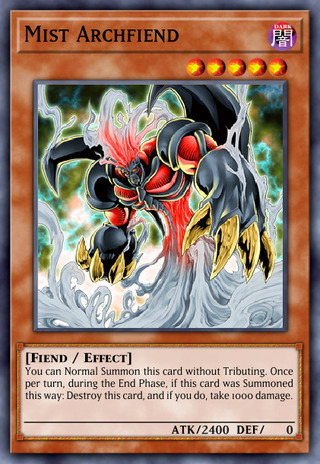 Mist Archfiend
DARK
闇
[Fiend / Effect]
You can Normal Summon this card without Tributing. Once
per turn, during the End Phase, if this card was Summoned
this way: Destroy this card, and if you do, take 1000 damage.
ATK/2400 DEF/ 0